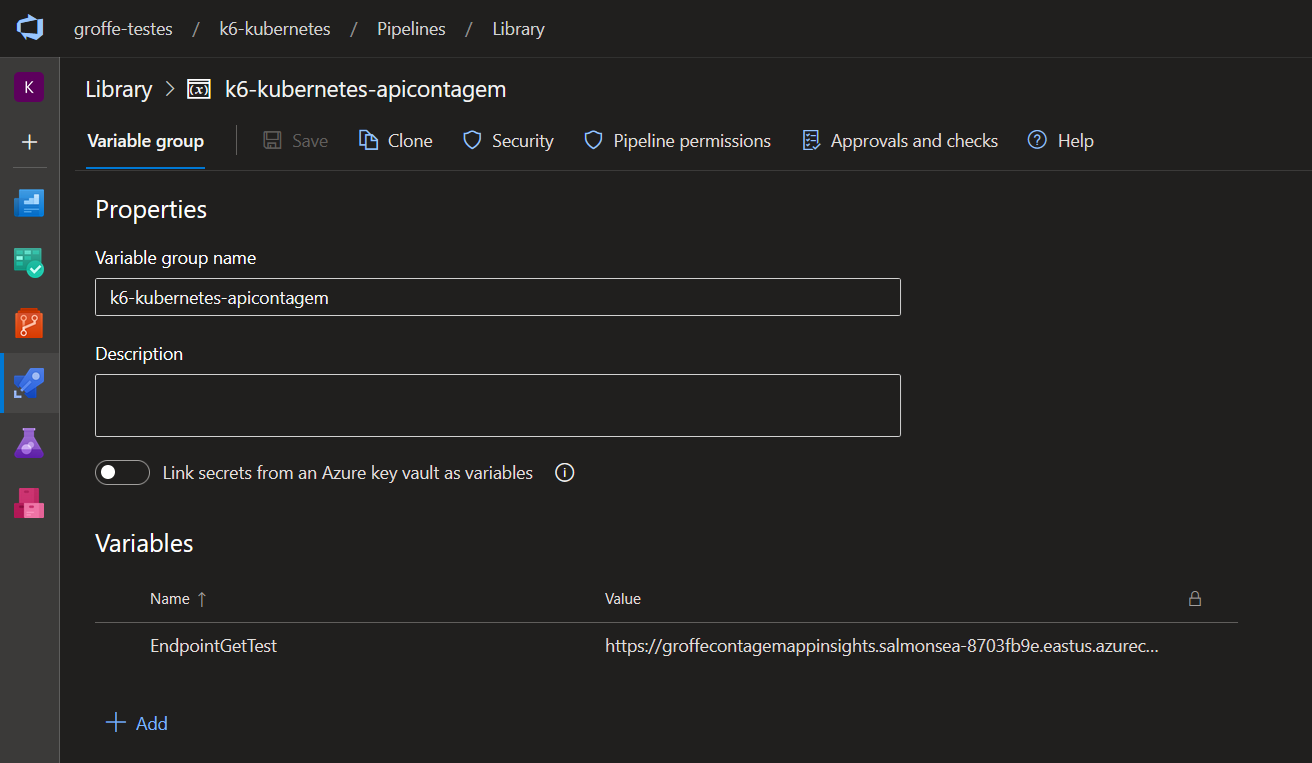 groffe-testes / k6-kubernetes / Pipelines / Library
K
Library > (x) k6-kubernetes-apicontagem
Variable group Save Clone Security Pipeline permissions Approvals and checks Help
Properties
Variable group name
k6-kubernetes-apicontagem
Description
Link secrets from an Azure key vault as variables
Variables
Name ↑ Value
EndpointGetTest https://groffecontagemappinsights.salmonsea-8703fb9e.eastus.azurec...
+ Add